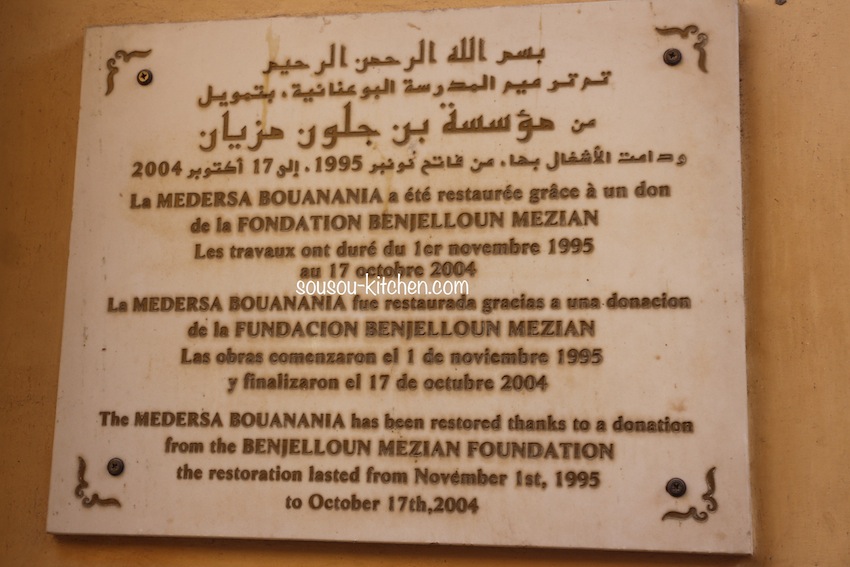 بسم الله الرحمن الرحيم
تم ترميم المدرسة البوعنانية، بتمويل
من مؤسسة بن جلون مزيان
ودامت الأشغال بها، من فاتح نونبر 1995، إلى 17 أكتوبر 2004
La MEDERSA BOUANANIA a été restaurée grâce à un don
de la FONDATION BENJELLOUN MEZIAN
Les travaux ont duré du 1er novembre 1995
au 17 octobre 2004
sousou-kitchen.com
La MEDERSA BOUANANIA fue restaurada gracias a una donacion
de la FUNDACION BENJELLOUN MEZIAN
Las obras comenzaron el 1 de noviembre 1995
y finalizaron el 17 de octubre 2004
The MEDERSA BOUANANIA has been restored thanks to a donation
from the BENJELLOUN MEZIAN FOUNDATION
the restoration lasted from November 1st, 1995
to October 17th,2004